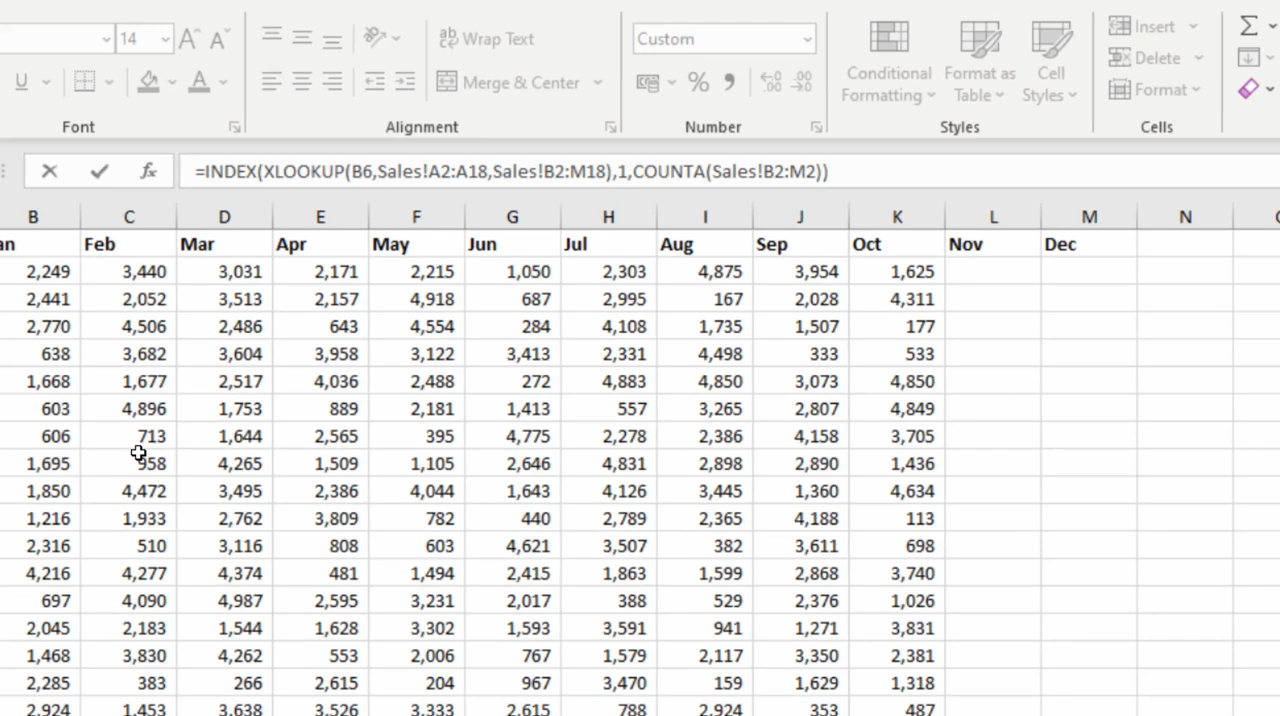 14 A A ab Wrap Text Custom
U A Merge & Center % 9 Conditional Formatting Format as Table Cell Styles Insert Delete Format Σ
Font Alignment Number Styles Cells
fx =INDEX(XLOOKUP(B6,Sales!A2:A18,Sales!B2:M18),1,COUNTA(Sales!B2:M2))
B C D E F G H I J K L M N
Feb Mar Apr May Jun Jul Aug Sep Oct Nov Dec
2,249 3,440 3,031 2,171 2,215 1,050 2,303 4,875 3,954 1,625
2,441 2,052 3,513 2,157 4,918 687 2,995 167 2,028 4,311
2,770 4,506 2,486 643 4,554 284 4,108 1,735 1,507 177
638 3,682 3,604 3,958 3,122 3,413 2,331 4,498 333 533
1,668 1,677 2,517 4,036 2,488 272 4,883 4,850 3,073 4,850
603 4,896 1,753 889 2,181 1,413 557 3,265 2,807 4,849
606 713 1,644 2,565 395 4,775 2,278 2,386 4,158 3,705
1,695 958 4,265 1,509 1,105 2,646 4,831 2,898 2,890 1,436
1,850 4,472 3,495 2,386 4,044 1,643 4,126 3,445 1,360 4,634
1,216 1,933 2,762 3,809 782 440 2,789 2,365 4,188 113
2,316 510 3,116 808 603 4,621 3,507 382 3,611 698
4,216 4,277 4,374 481 1,494 2,415 1,863 1,599 2,868 3,740
697 4,090 4,987 2,595 3,231 2,017 388 529 2,376 1,026
2,045 2,183 1,544 1,628 3,302 1,593 3,591 941 1,271 3,831
1,468 3,830 4,262 553 2,006 767 1,579 2,117 3,350 2,381
2,285 383 266 2,615 204 967 3,470 159 1,629 1,318
2,924 1,453 3,638 3,526 3,333 2,615 788 2,924 353 487